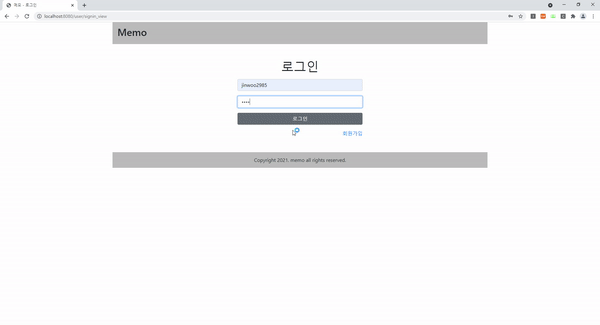 메모 - 로그인
localhost:8080/user/signin_view
Memo
로그인
jinwoo2985
••••
로그인
회원가입
Copyright 2021. memo all rights reserved.